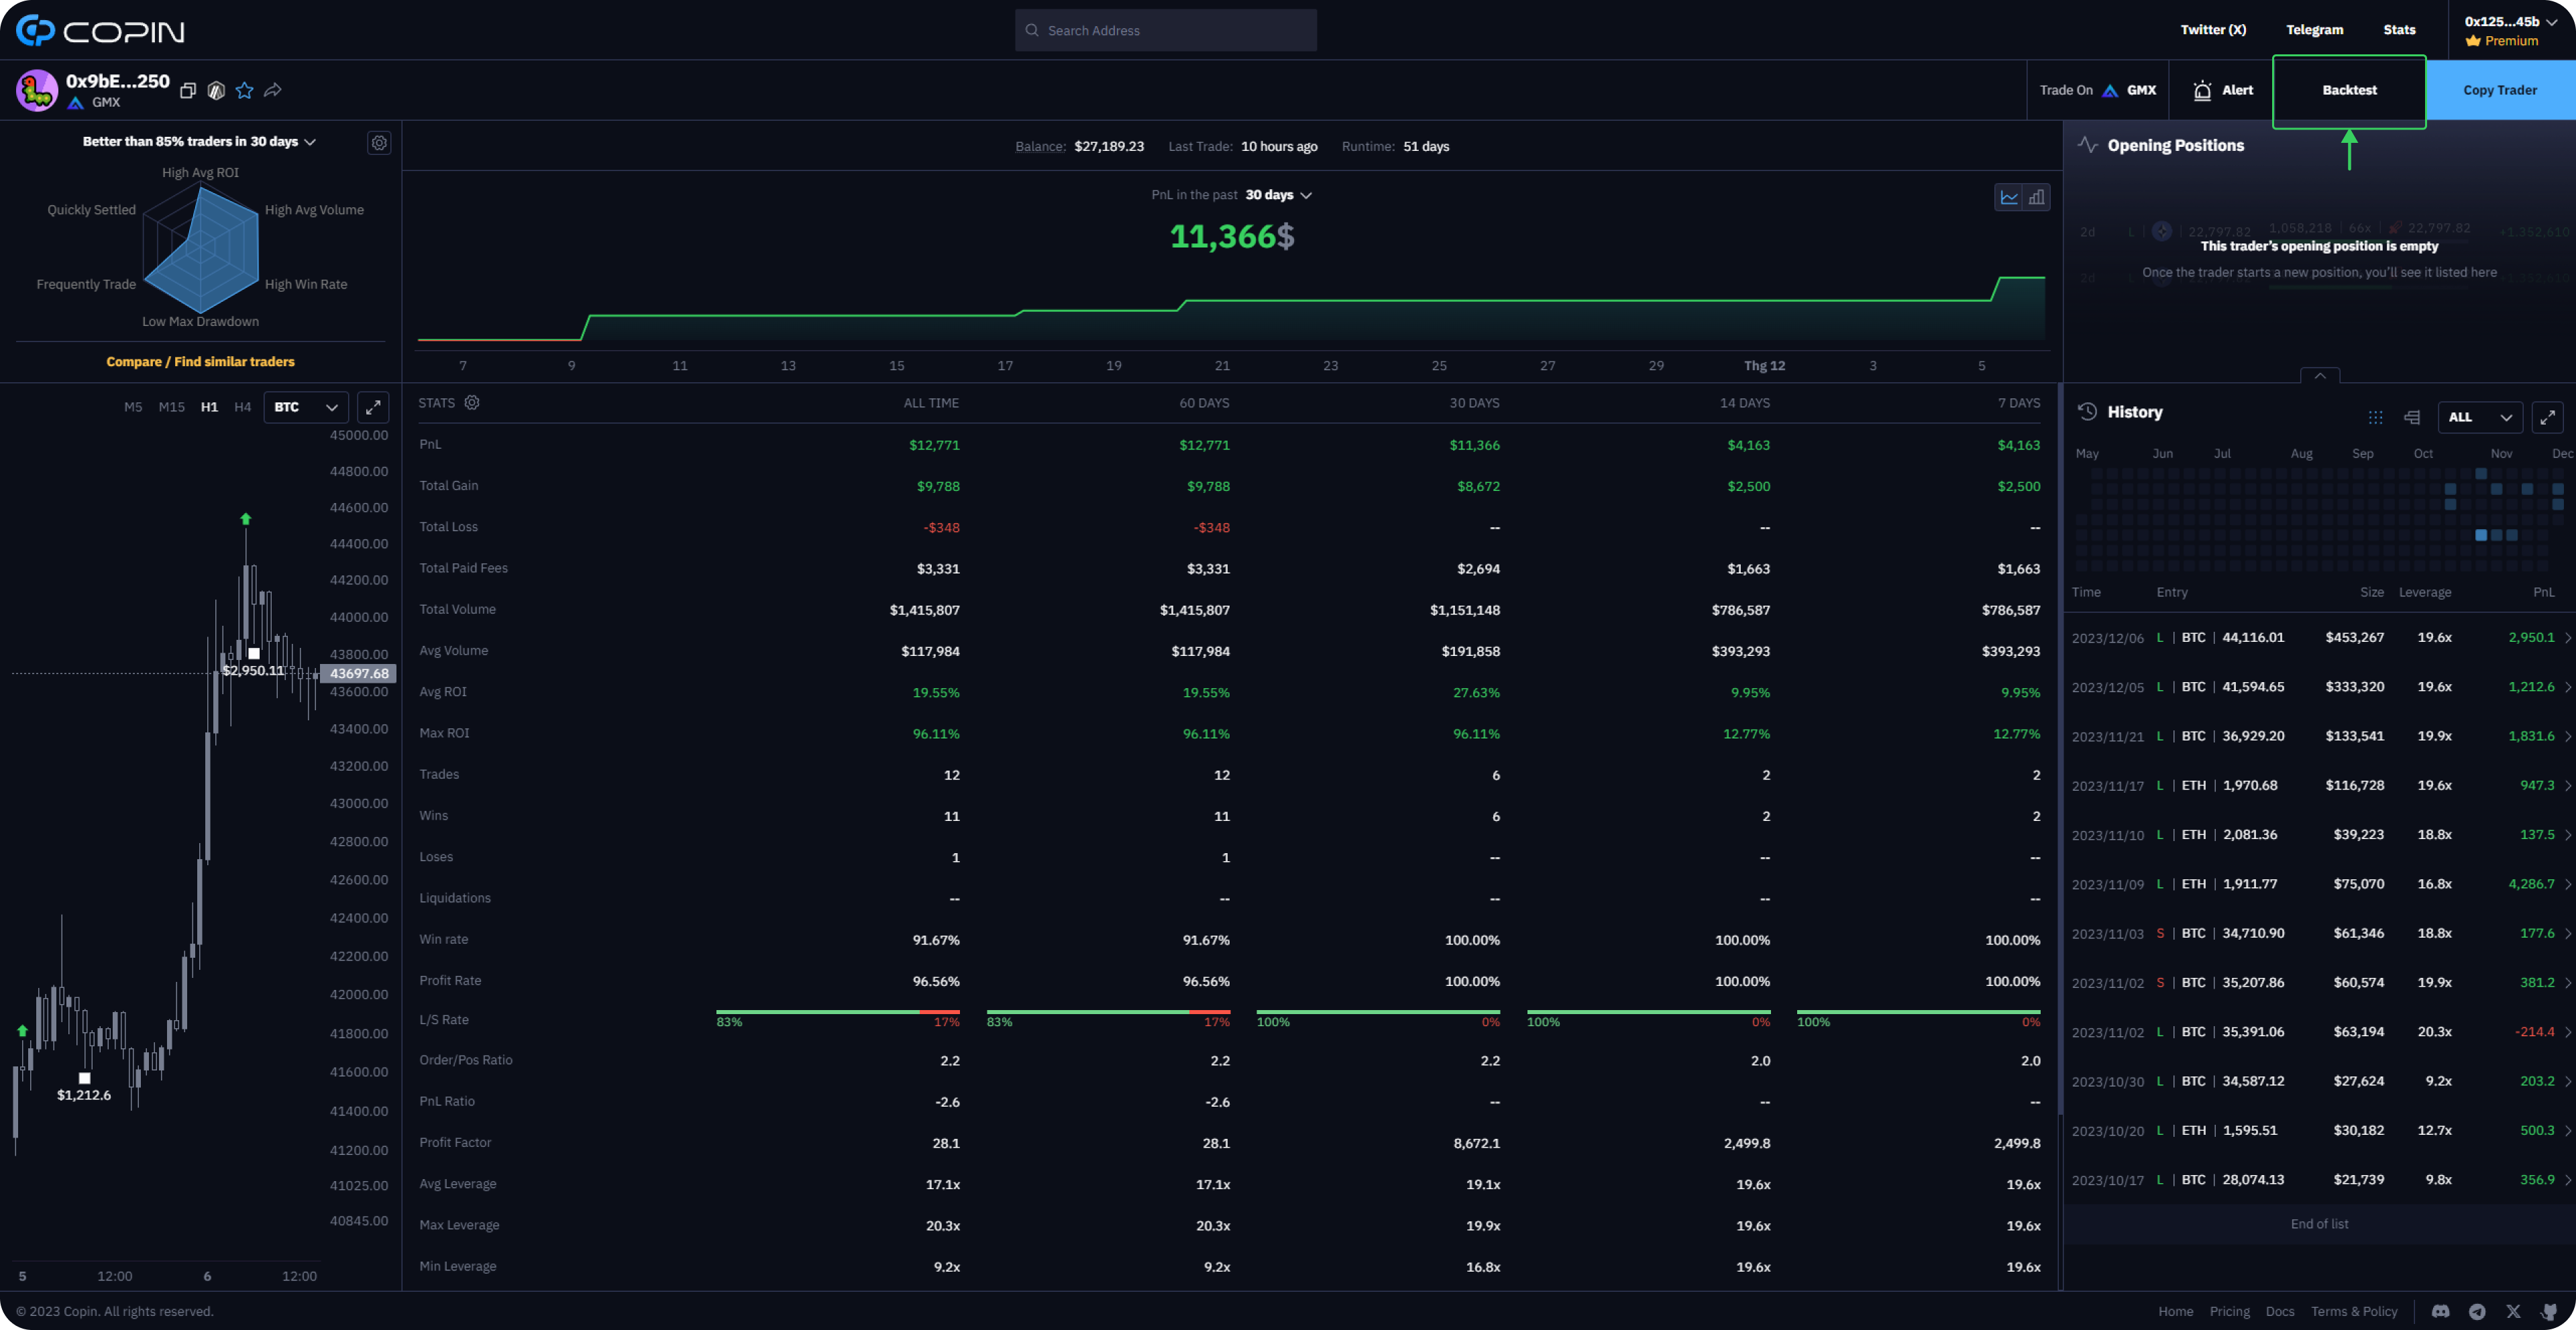 COPIN
Search Address
Twitter (X) Telegram Stats
0x125...45b
Premium
0x9bE...250
GMX
Trade On GMX
Alert
Backtest
Copy Trader
Better than 85% traders in 30 days
High Avg ROI
Quickly Settled
High Avg Volume
Frequently Trade
High Win Rate
Low Max Drawdown
Compare / Find similar traders
Balance: $27,189.23 Last Trade: 10 hours ago Runtime: 51 days
PnL in the past 30 days
11,366$
7 9 11 13 15 17 19 21 23 25 27 29 Thg 12 3 5
Opening Positions
2d L 22,797.82 1,058,218 66x 22,797.82 +1,352,610
This trader's opening position is empty
Once the trader starts a new position, you'll see it listed here
M5 M15 H1 H4 BTC
45000.00
44800.00
44600.00
44400.00
44200.00
44000.00
43800.00
43697.68
43600.00
43400.00
43200.00
43000.00
42800.00
42600.00
42400.00
42200.00
42000.00
41800.00
41600.00
41400.00
41200.00
41025.00
40845.00
$2,950.11
$1,212.6
5 12:00 6 12:00
STATS ALL TIME 60 DAYS 30 DAYS 14 DAYS 7 DAYS
PnL $12,771 $12,771 $11,366 $4,163 $4,163
Total Gain $9,788 $9,788 $8,672 $2,500 $2,500
Total Loss -$348 -$348 -- -- --
Total Paid Fees $3,331 $3,331 $2,694 $1,663 $1,663
Total Volume $1,415,807 $1,415,807 $1,151,148 $786,587 $786,587
Avg Volume $117,984 $117,984 $191,858 $393,293 $393,293
Avg ROI 19.55% 19.55% 27.63% 9.95% 9.95%
Max ROI 96.11% 96.11% 96.11% 12.77% 12.77%
Trades 12 12 6 2 2
Wins 11 11 6 2 2
Loses 1 1 -- -- --
Liquidations -- -- -- -- --
Win rate 91.67% 91.67% 100.00% 100.00% 100.00%
Profit Rate 96.56% 96.56% 100.00% 100.00% 100.00%
L/S Rate 83% 17% 83% 17% 100% 0% 100% 0% 100% 0%
Order/Pos Ratio 2.2 2.2 2.2 2.0 2.0
PnL Ratio -2.6 -2.6 -- -- --
Profit Factor 28.1 28.1 8,672.1 2,499.8 2,499.8
Avg Leverage 17.1x 17.1x 19.1x 19.6x 19.6x
Max Leverage 20.3x 20.3x 19.9x 19.6x 19.6x
Min Leverage 9.2x 9.2x 16.8x 19.6x 19.6x
History
ALL
May Jun Jul Aug Sep Oct Nov Dec
Time Entry Size Leverage PnL
2023/12/06 L | BTC | 44,116.01 $453,267 19.6x 2,950.1
2023/12/05 L | BTC | 41,594.65 $333,320 19.6x 1,212.6
2023/11/21 L | BTC | 36,929.20 $133,541 19.9x 1,831.6
2023/11/17 L | ETH | 1,970.68 $116,728 19.6x 947.3
2023/11/10 L | ETH | 2,081.36 $39,223 18.8x 137.5
2023/11/09 L | ETH | 1,911.77 $75,070 16.8x 4,286.7
2023/11/03 S | BTC | 34,710.90 $61,346 18.8x 177.6
2023/11/02 S | BTC | 35,207.86 $60,574 19.9x 381.2
2023/11/02 L | BTC | 35,391.06 $63,194 20.3x -214.4
2023/10/30 L | BTC | 34,587.12 $27,624 9.2x 203.2
2023/10/20 L | ETH | 1,595.51 $30,182 12.7x 500.3
2023/10/17 L | BTC | 28,074.13 $21,739 9.8x 356.9
End of list
© 2023 Copin. All rights reserved.
Home Pricing Docs Terms & Policy